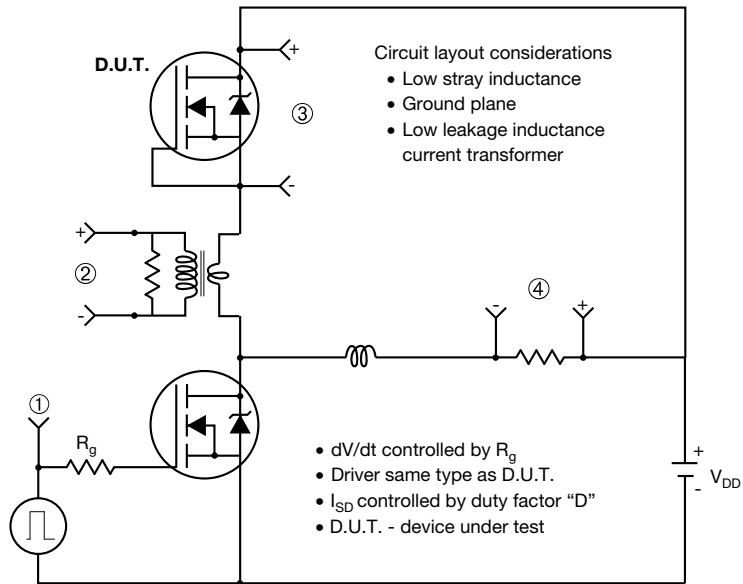 D.U.T.
+
Circuit layout considerations
• Low stray inductance
• Ground plane
• Low leakage inductance
current transformer
③
-
+
②
-
④
-
+
①
R_g
• dV/dt controlled by R_g
• Driver same type as D.U.T.
• I_SD controlled by duty factor “D”
• D.U.T. - device under test
+
V_DD
-